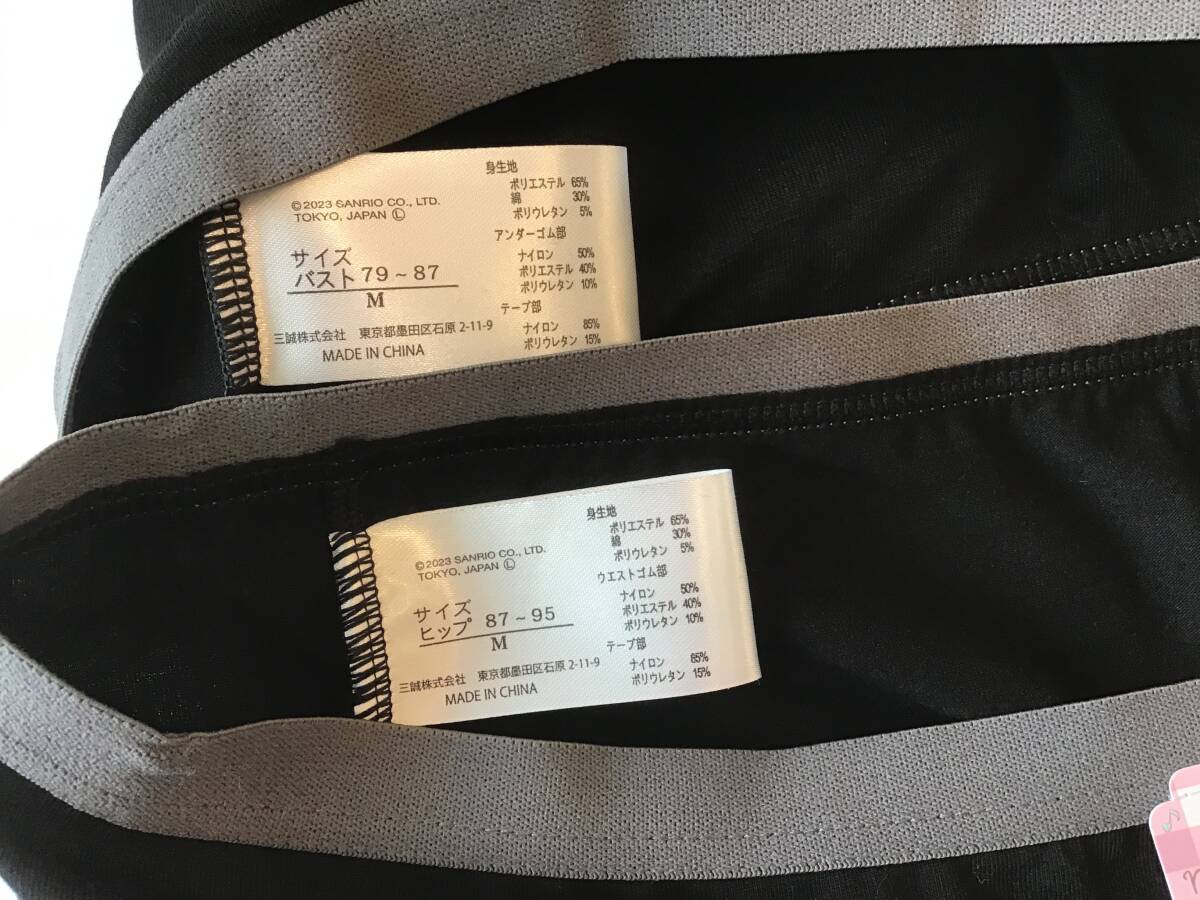 ©2023 SANRIO CO., LTD.
TOKYO, JAPAN Ⓛ
サイズ
バスト 79～87
M
三誠株式会社 東京都墨田区石原 2-11-9
MADE IN CHINA
身生地
ポリエステル 65%
綿 30%
ポリウレタン 5%
アンダーゴム部
ナイロン 50%
ポリエステル 40%
ポリウレタン 10%
テープ部
ナイロン 85%
ポリウレタン 15%
©2023 SANRIO CO., LTD.
TOKYO, JAPAN Ⓛ
サイズ
ヒップ 87～95
M
三誠株式会社 東京都墨田区石原 2-11-9
MADE IN CHINA
身生地
ポリエステル 65%
綿 30%
ポリウレタン 5%
ウエストゴム部
ナイロン 50%
ポリエステル 40%
ポリウレタン 10%
テープ部
ナイロン 85%
ポリウレタン 15%